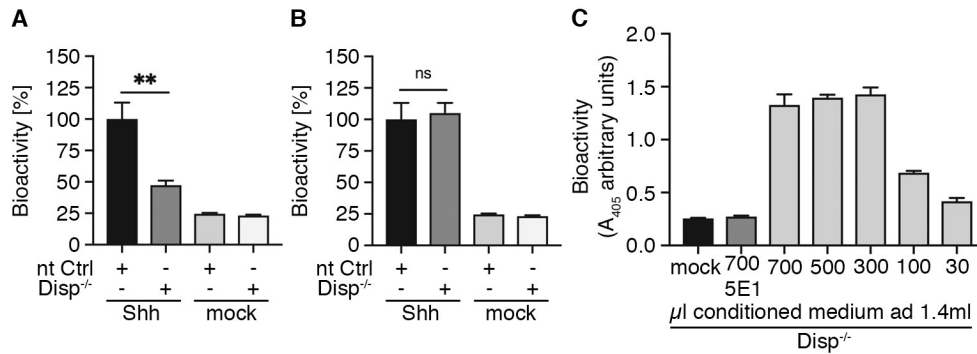 A
Bioactivity [%]
150
125
100
75
50
25
0
**
nt Ctrl + - + -
Disp-/- - + - +
Shh mock
B
Bioactivity [%]
150
125
100
75
50
25
0
ns
nt Ctrl + - + -
Disp-/- - + - +
Shh mock
C
Bioactivity
(A405 arbitrary units)
2.0
1.5
1.0
0.5
0.0
mock 700 700 500 300 100 30
5E1
µl conditioned medium ad 1.4ml
Disp-/-